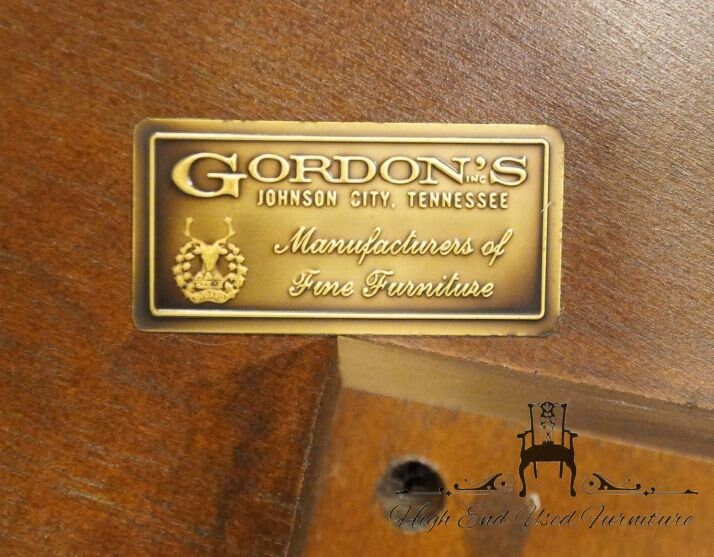 GORDON'S INC
JOHNSON CITY, TENNESSEE
Manufacturers of
Fine Furniture
High End Used Furniture